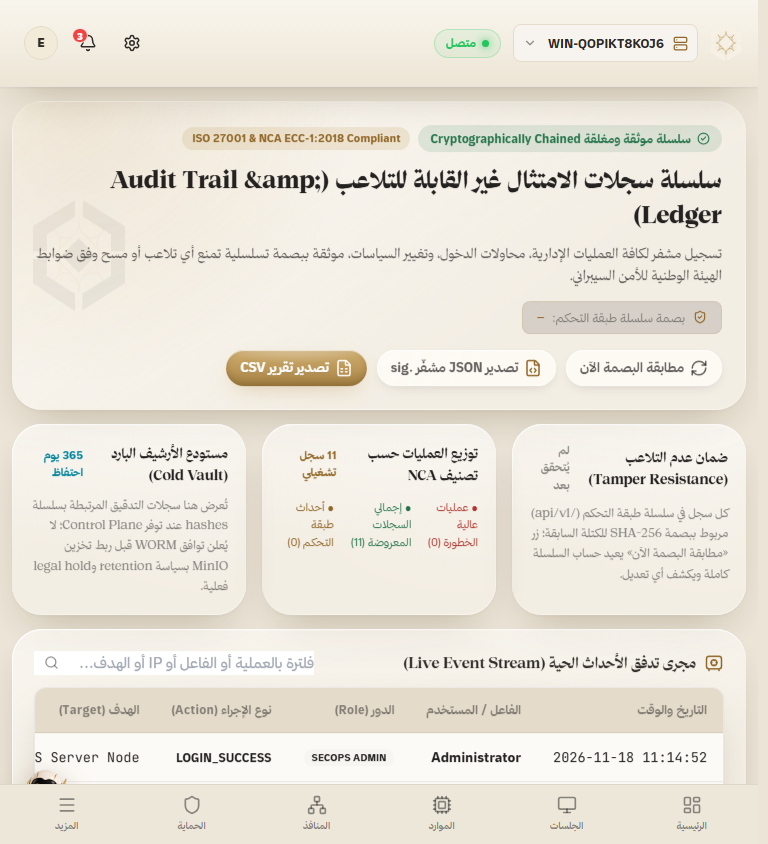 WIN-QOPIKT8KOJ6
متصل
3
E
سلسلة موثقة ومغلقة Cryptographically Chained
ISO 27001 & NCA ECC-1:2018 Compliant
سلسلة سجلات الامتثال غير القابلة للتلاعب (Audit Trail &amp;
Ledger)
تسجيل مشفر لكافة العمليات الإدارية، محاولات الدخول، وتغيير السياسات، موثقة ببصمة تسلسلية تمنع أي تلاعب أو مسح وفق ضوابط
الهيئة الوطنية للأمن السيبراني.
بصمة سلسلة طبقة التحكم: —
مطابقة البصمة الآن
تصدير JSON مشفّر .sig
تصدير تقرير CSV
ضمان عدم التلاعب
(Tamper Resistance)
لم
يُتحقق
بعد
كل سجل في سلسلة طبقة التحكم (/api/v1)
مربوط ببصمة SHA-256 للكتلة السابقة؛ زر
«مطابقة البصمة الآن» يعيد حساب السلسلة
كاملة ويكشف أي تعديل.
توزيع العمليات حسب
تصنيف NCA
11 سجل
تشغيلي
● عمليات
عالية
الخطورة (0)
● إجمالي
السجلات
المعروضة (11)
● أحداث
طبقة
التحكم (0)
مستودع الأرشيف البارد
(Cold Vault)
365 يوم
احتفاظ
تُعرض هنا سجلات التدقيق المرتبطة بسلسلة
hashes عند توفر Control Plane؛ لا
يُعلن توافق WORM قبل ربط تخزين
MinIO بسياسة retention وlegal hold
فعلية.
مجرى تدفق الأحداث الحية (Live Event Stream)
فلترة بالعملية أو الفاعل أو IP أو الهدف...
التاريخ والوقت
الفاعل / المستخدم
الدور (Role)
نوع الإجراء (Action)
الهدف (Target)
2026-11-18 11:14:52
Administrator
SECOPS ADMIN
LOGIN_SUCCESS
S Server Node
الرئيسية
الجلسات
الموارد
المنافذ
الحماية
المزيد